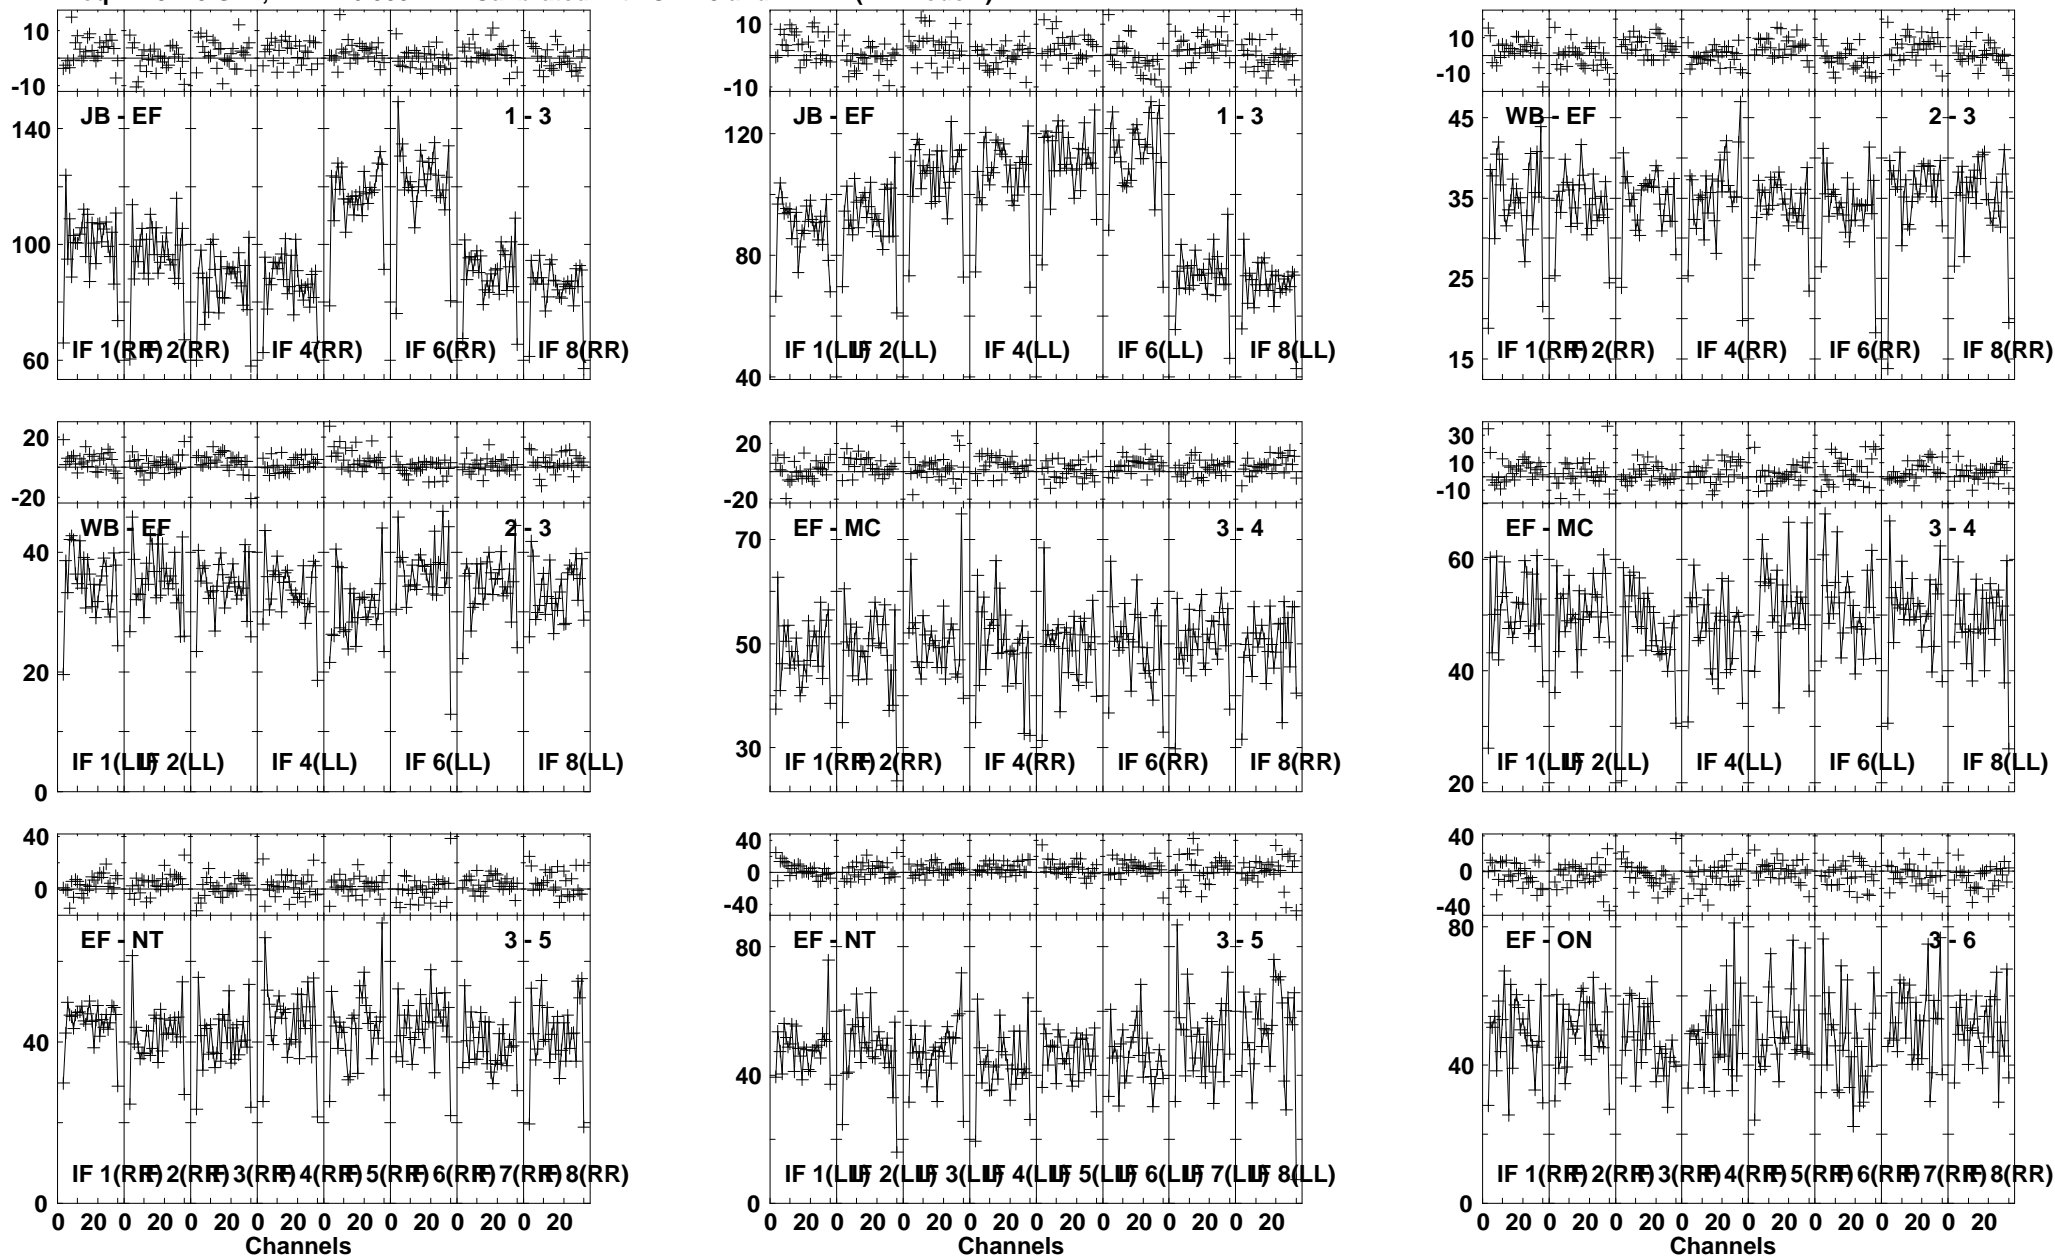 10
-10
JB - EF 1 - 3
140
100
60
IF 1(RR) IF 2(RR) IF 4(RR) IF 6(RR) IF 8(RR)
10
-10
JB - EF 1 - 3
120
80
40
IF 1(LL) IF 2(LL) IF 4(LL) IF 6(LL) IF 8(LL)
10
-10
WB - EF 2 - 3
45
35
25
15
IF 1(RR) IF 2(RR) IF 4(RR) IF 6(RR) IF 8(RR)
20
-20
WB - EF 2 - 3
40
20
0
IF 1(LL) IF 2(LL) IF 4(LL) IF 6(LL) IF 8(LL)
20
-20
EF - MC 3 - 4
70
50
30
IF 1(RR) IF 2(RR) IF 4(RR) IF 6(RR) IF 8(RR)
30
10
-10
EF - MC 3 - 4
60
40
20
IF 1(LL) IF 2(LL) IF 4(LL) IF 6(LL) IF 8(LL)
40
0
EF - NT 3 - 5
40
0
IF 1(RR) IF 2(RR) IF 3(RR) IF 4(RR) IF 5(RR) IF 6(RR) IF 7(RR) IF 8(RR)
0 20 0 20 0 20 0 20 0 20 0 20 0 20 0 20
Channels
40
0
-40
EF - NT 3 - 5
80
40
0
IF 1(LL) IF 2(LL) IF 3(LL) IF 4(LL) IF 5(LL) IF 6(LL) IF 7(LL) IF 8(LL)
0 20 0 20 0 20 0 20 0 20 0 20 0 20 0 20
Channels
40
0
-40
EF - ON 3 - 6
80
40
0
IF 1(RR) IF 2(RR) IF 3(RR) IF 4(RR) IF 5(RR) IF 6(RR) IF 7(RR) IF 8(RR)
0 20 0 20 0 20 0 20 0 20 0 20 0 20 0 20
Channels